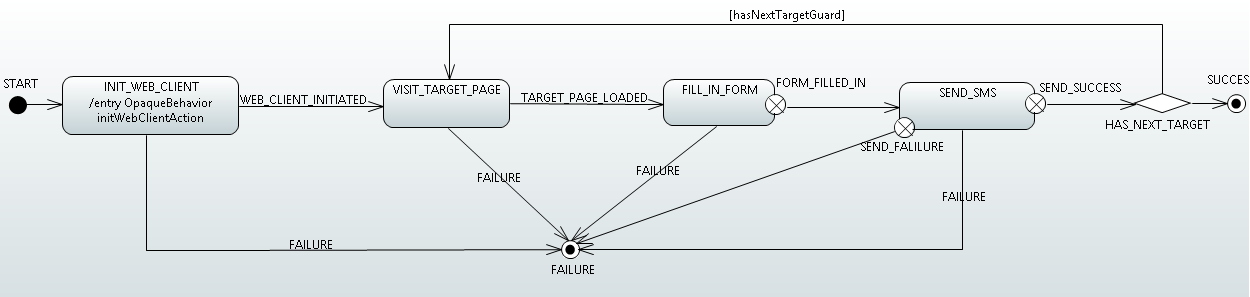 [hasNextTargetGuard]
START
INIT_WEB_CLIENT
/entry OpaqueBehavior
initWebClientAction
WEB_CLIENT_INITIATED
VISIT_TARGET_PAGE
TARGET_PAGE_LOADED
FILL_IN_FORM
FORM_FILLED_IN
SEND_SMS
SEND_SUCCESS
SUCCES
HAS_NEXT_TARGET
SEND_FALILURE
FAILURE
FAILURE
FAILURE
FAILURE
FAILURE